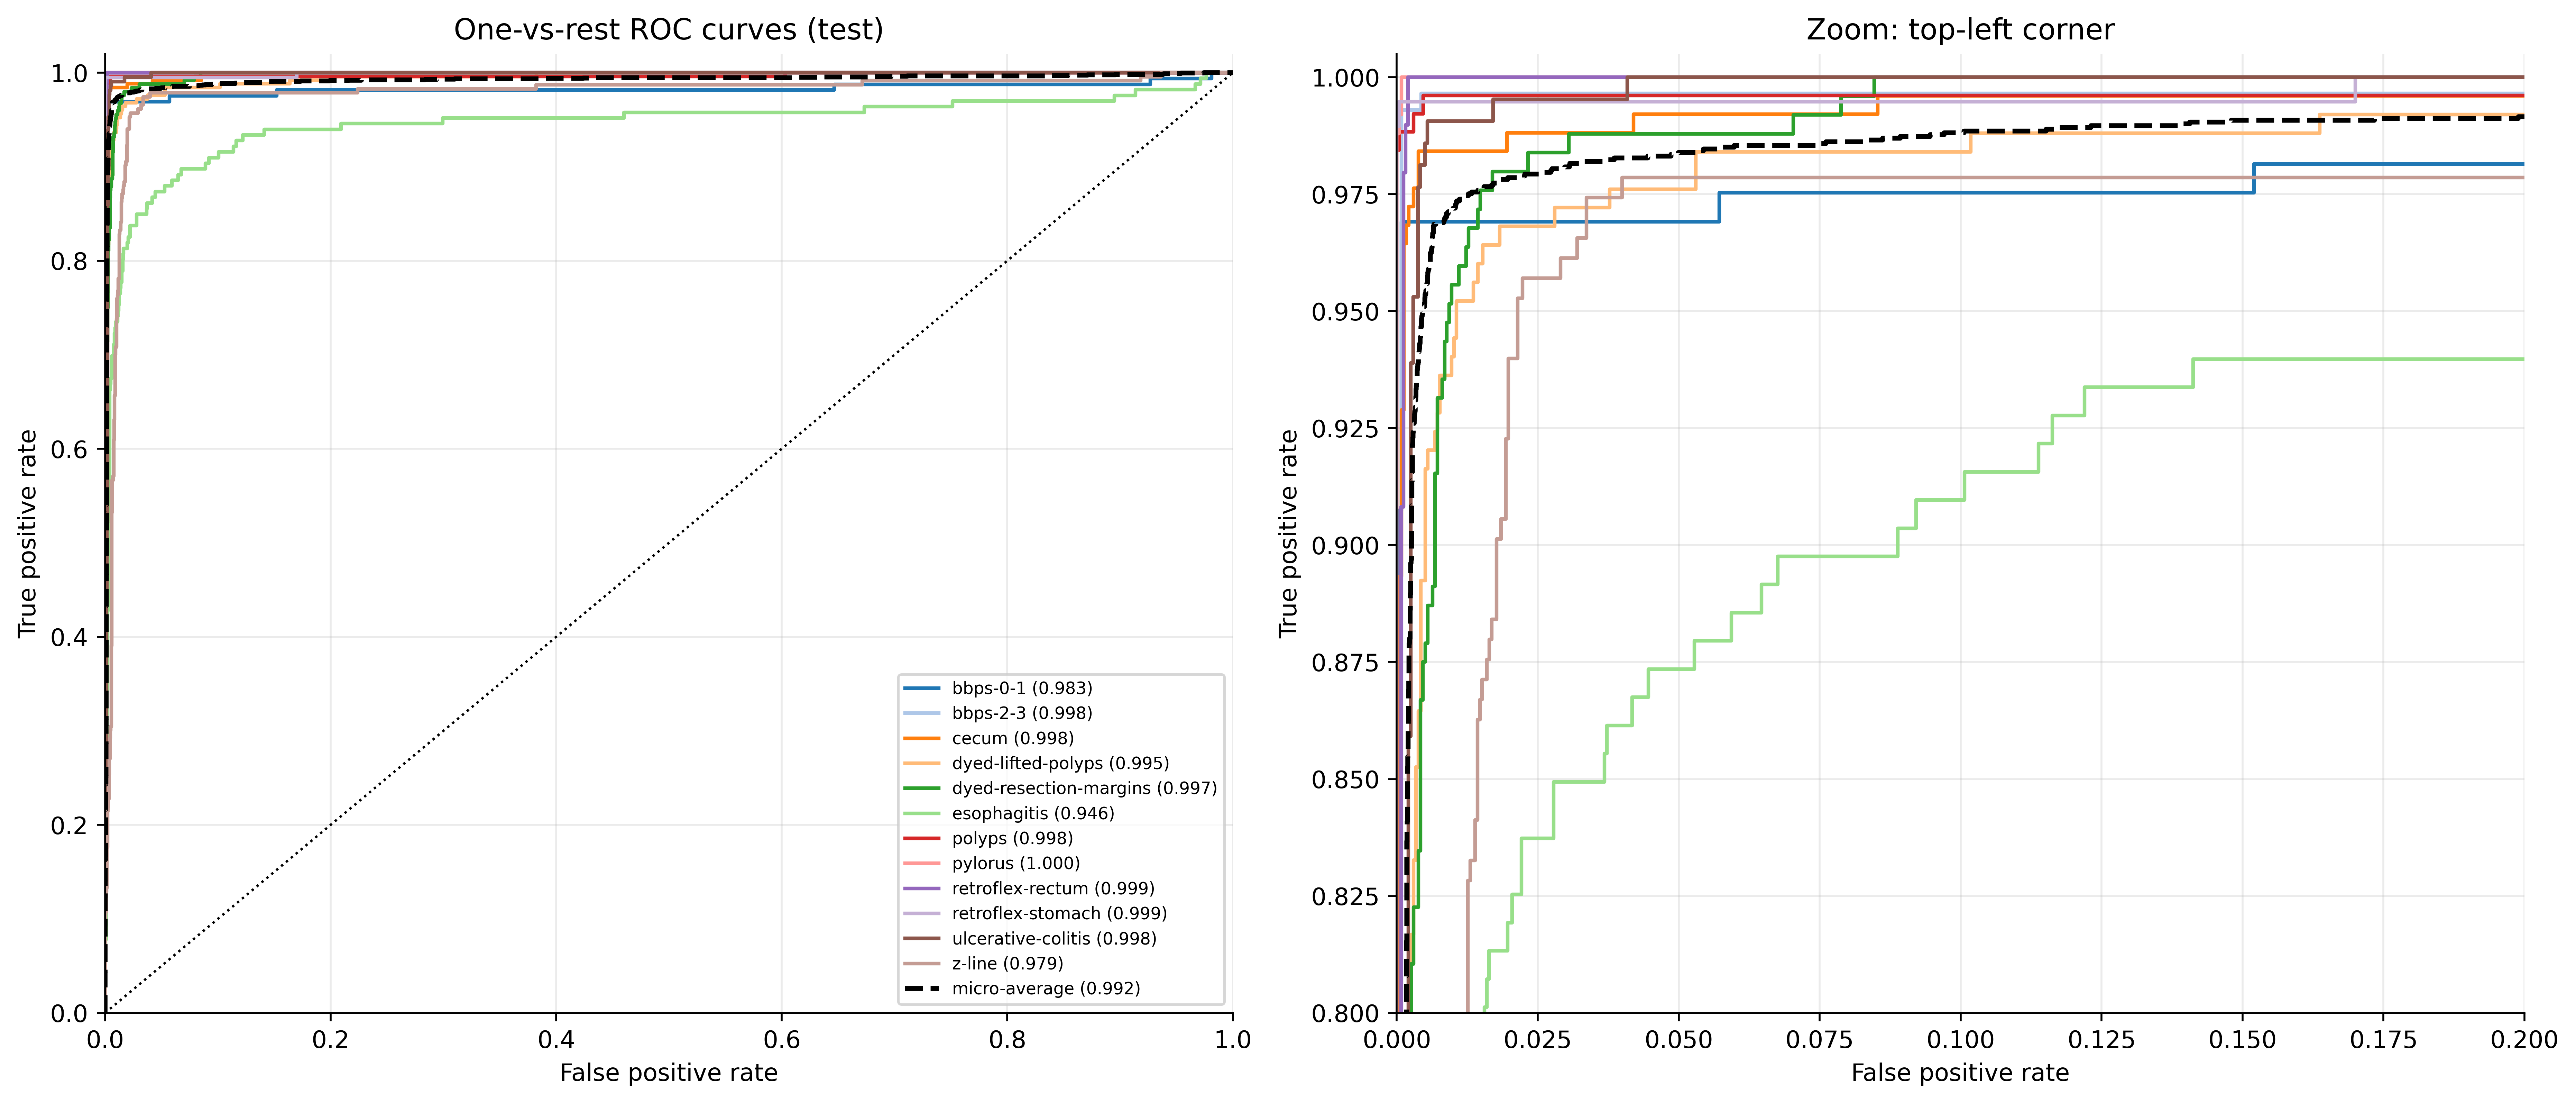 One-vs-rest ROC curves (test)
True positive rate
1.0
0.8
0.6
0.4
0.2
0.0
0.0 0.2 0.4 0.6 0.8 1.0
False positive rate
bbps-0-1 (0.983)
bbps-2-3 (0.998)
cecum (0.998)
dyed-lifted-polyps (0.995)
dyed-resection-margins (0.997)
esophagitis (0.946)
polyps (0.998)
pylorus (1.000)
retroflex-rectum (0.999)
retroflex-stomach (0.999)
ulcerative-colitis (0.998)
z-line (0.979)
micro-average (0.992)
Zoom: top-left corner
True positive rate
1.000
0.975
0.950
0.925
0.900
0.875
0.850
0.825
0.800
0.000 0.025 0.050 0.075 0.100 0.125 0.150 0.175 0.200
False positive rate